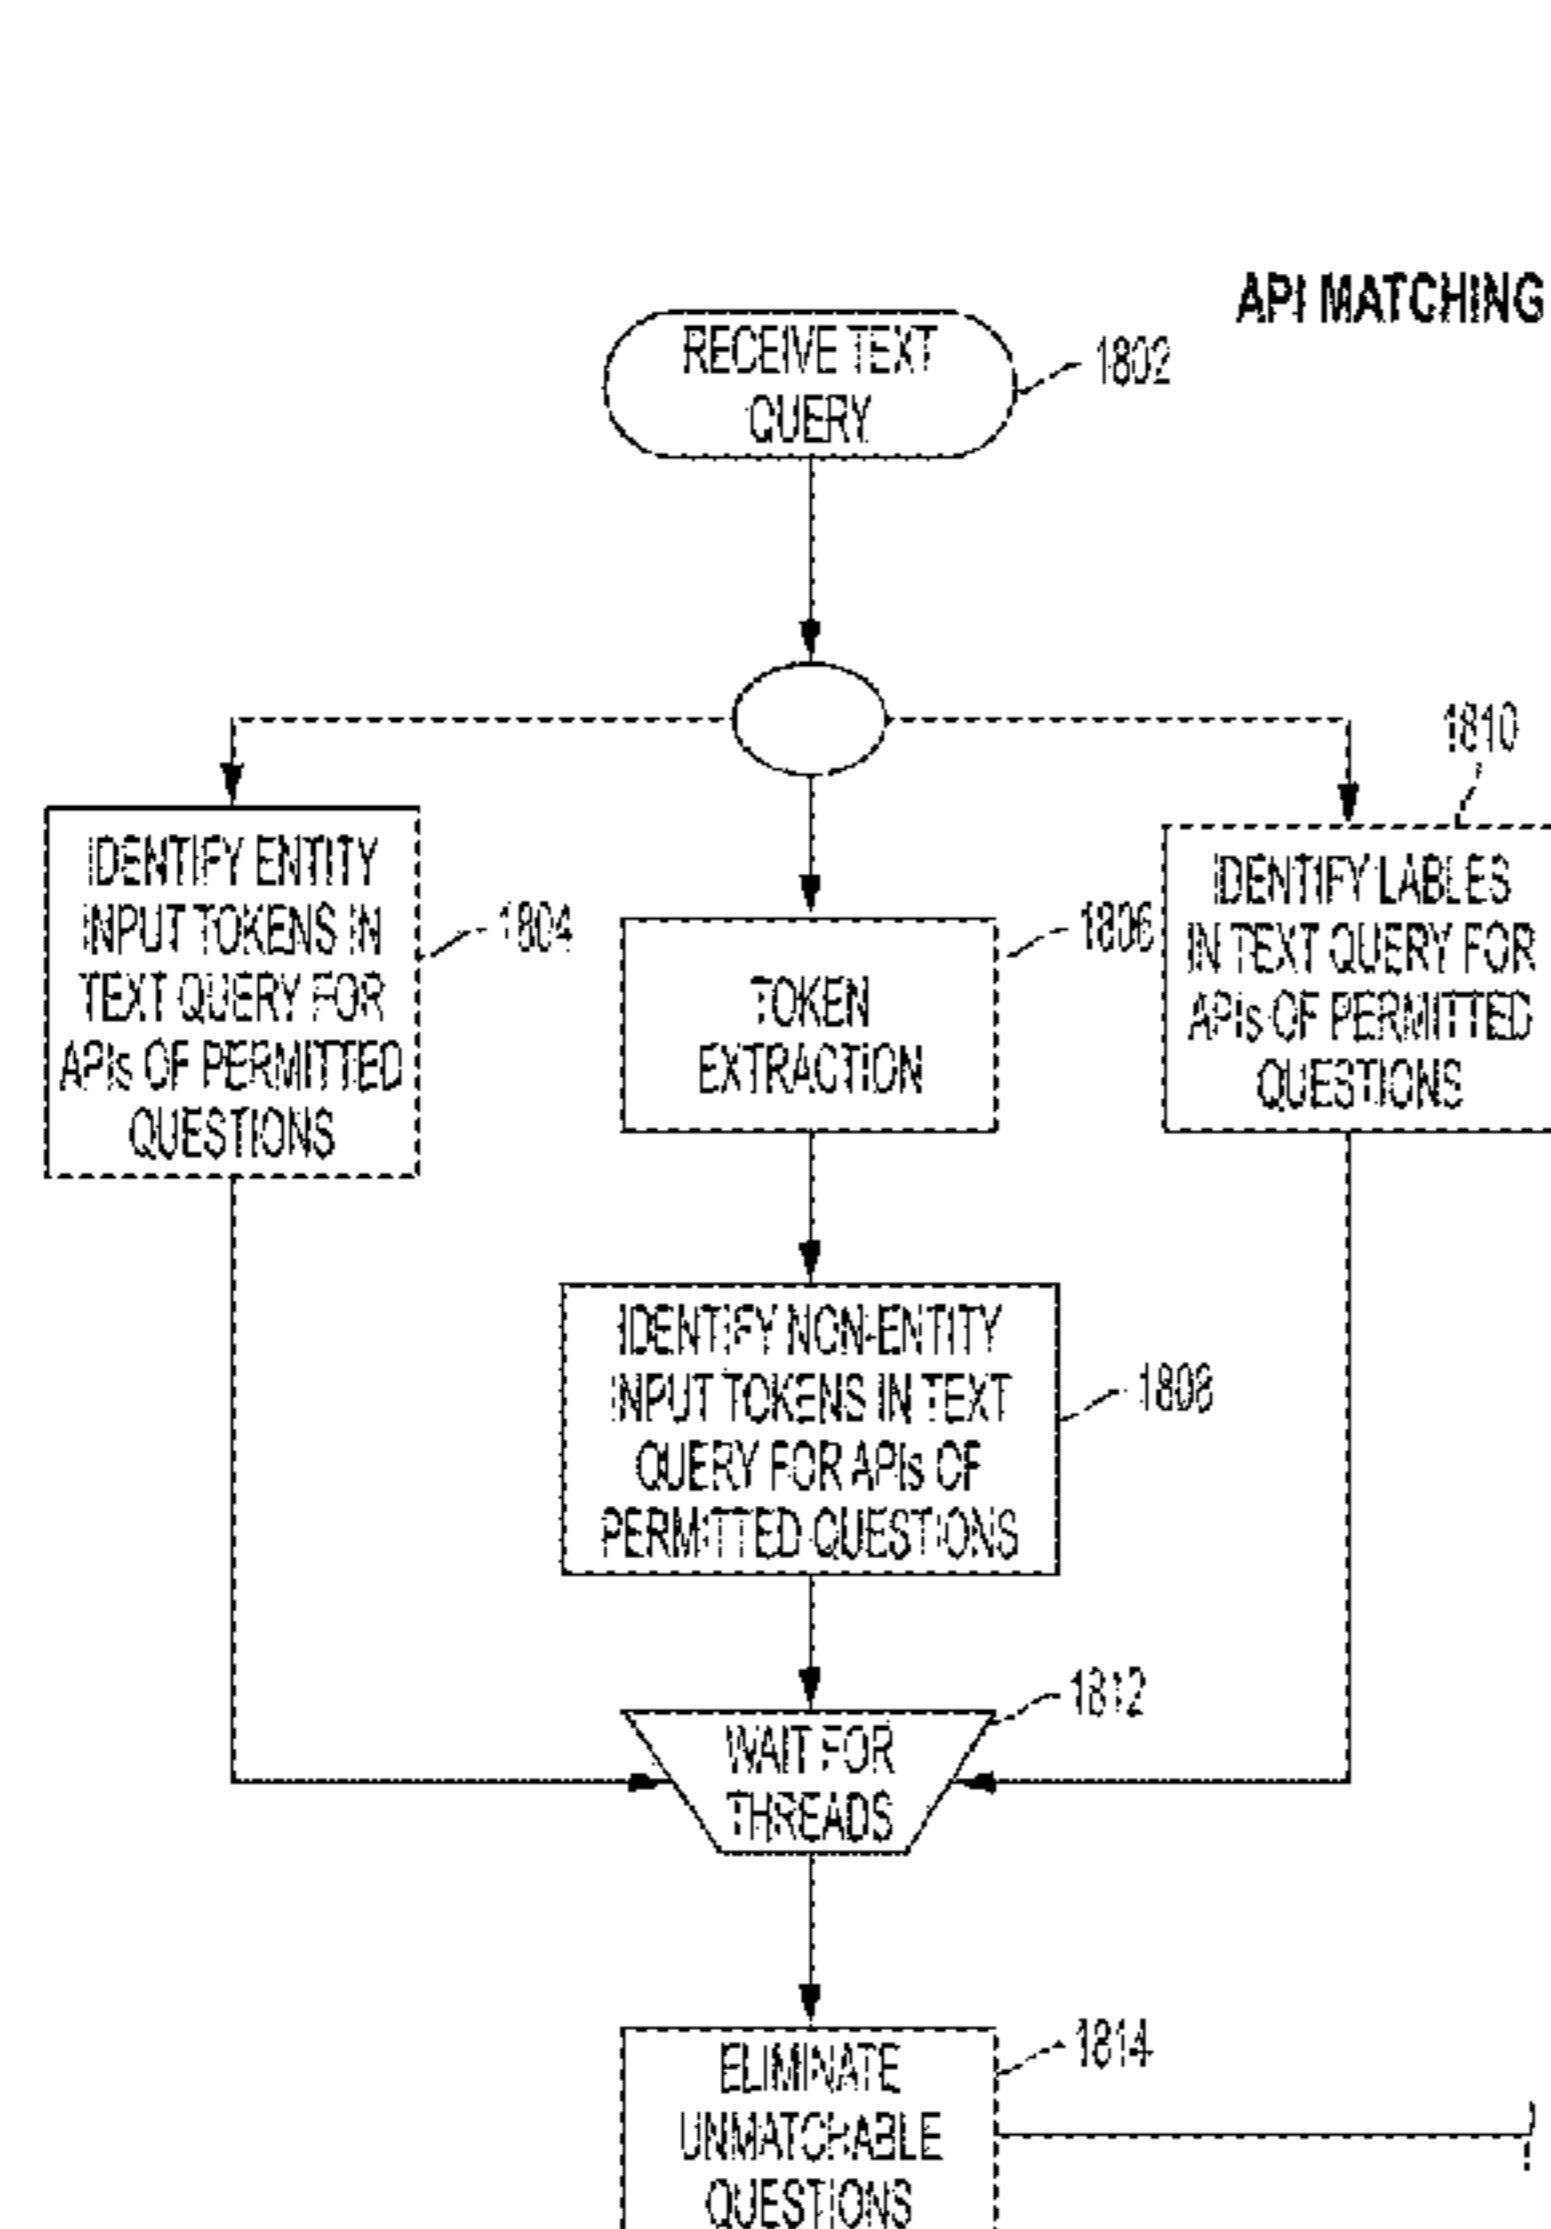 API MATCHING
RECEIVE TEXT
QUERY
1802
1810
IDENTIFY ENTITY
INPUT TOKENS IN
TEXT QUERY FOR
APIs OF PERMITTED
QUESTIONS
1804
TOKEN
EXTRACTION
1806
IDENTIFY LABLES
IN TEXT QUERY FOR
APIs OF PERMITTED
QUESTIONS
IDENTIFY NON-ENTITY
INPUT TOKENS IN TEXT
QUERY FOR APIs OF
PERMITTED QUESTIONS
1808
WAIT FOR
THREADS
1812
ELIMINATE
UNMATCHABLE
QUESTIONS
1814